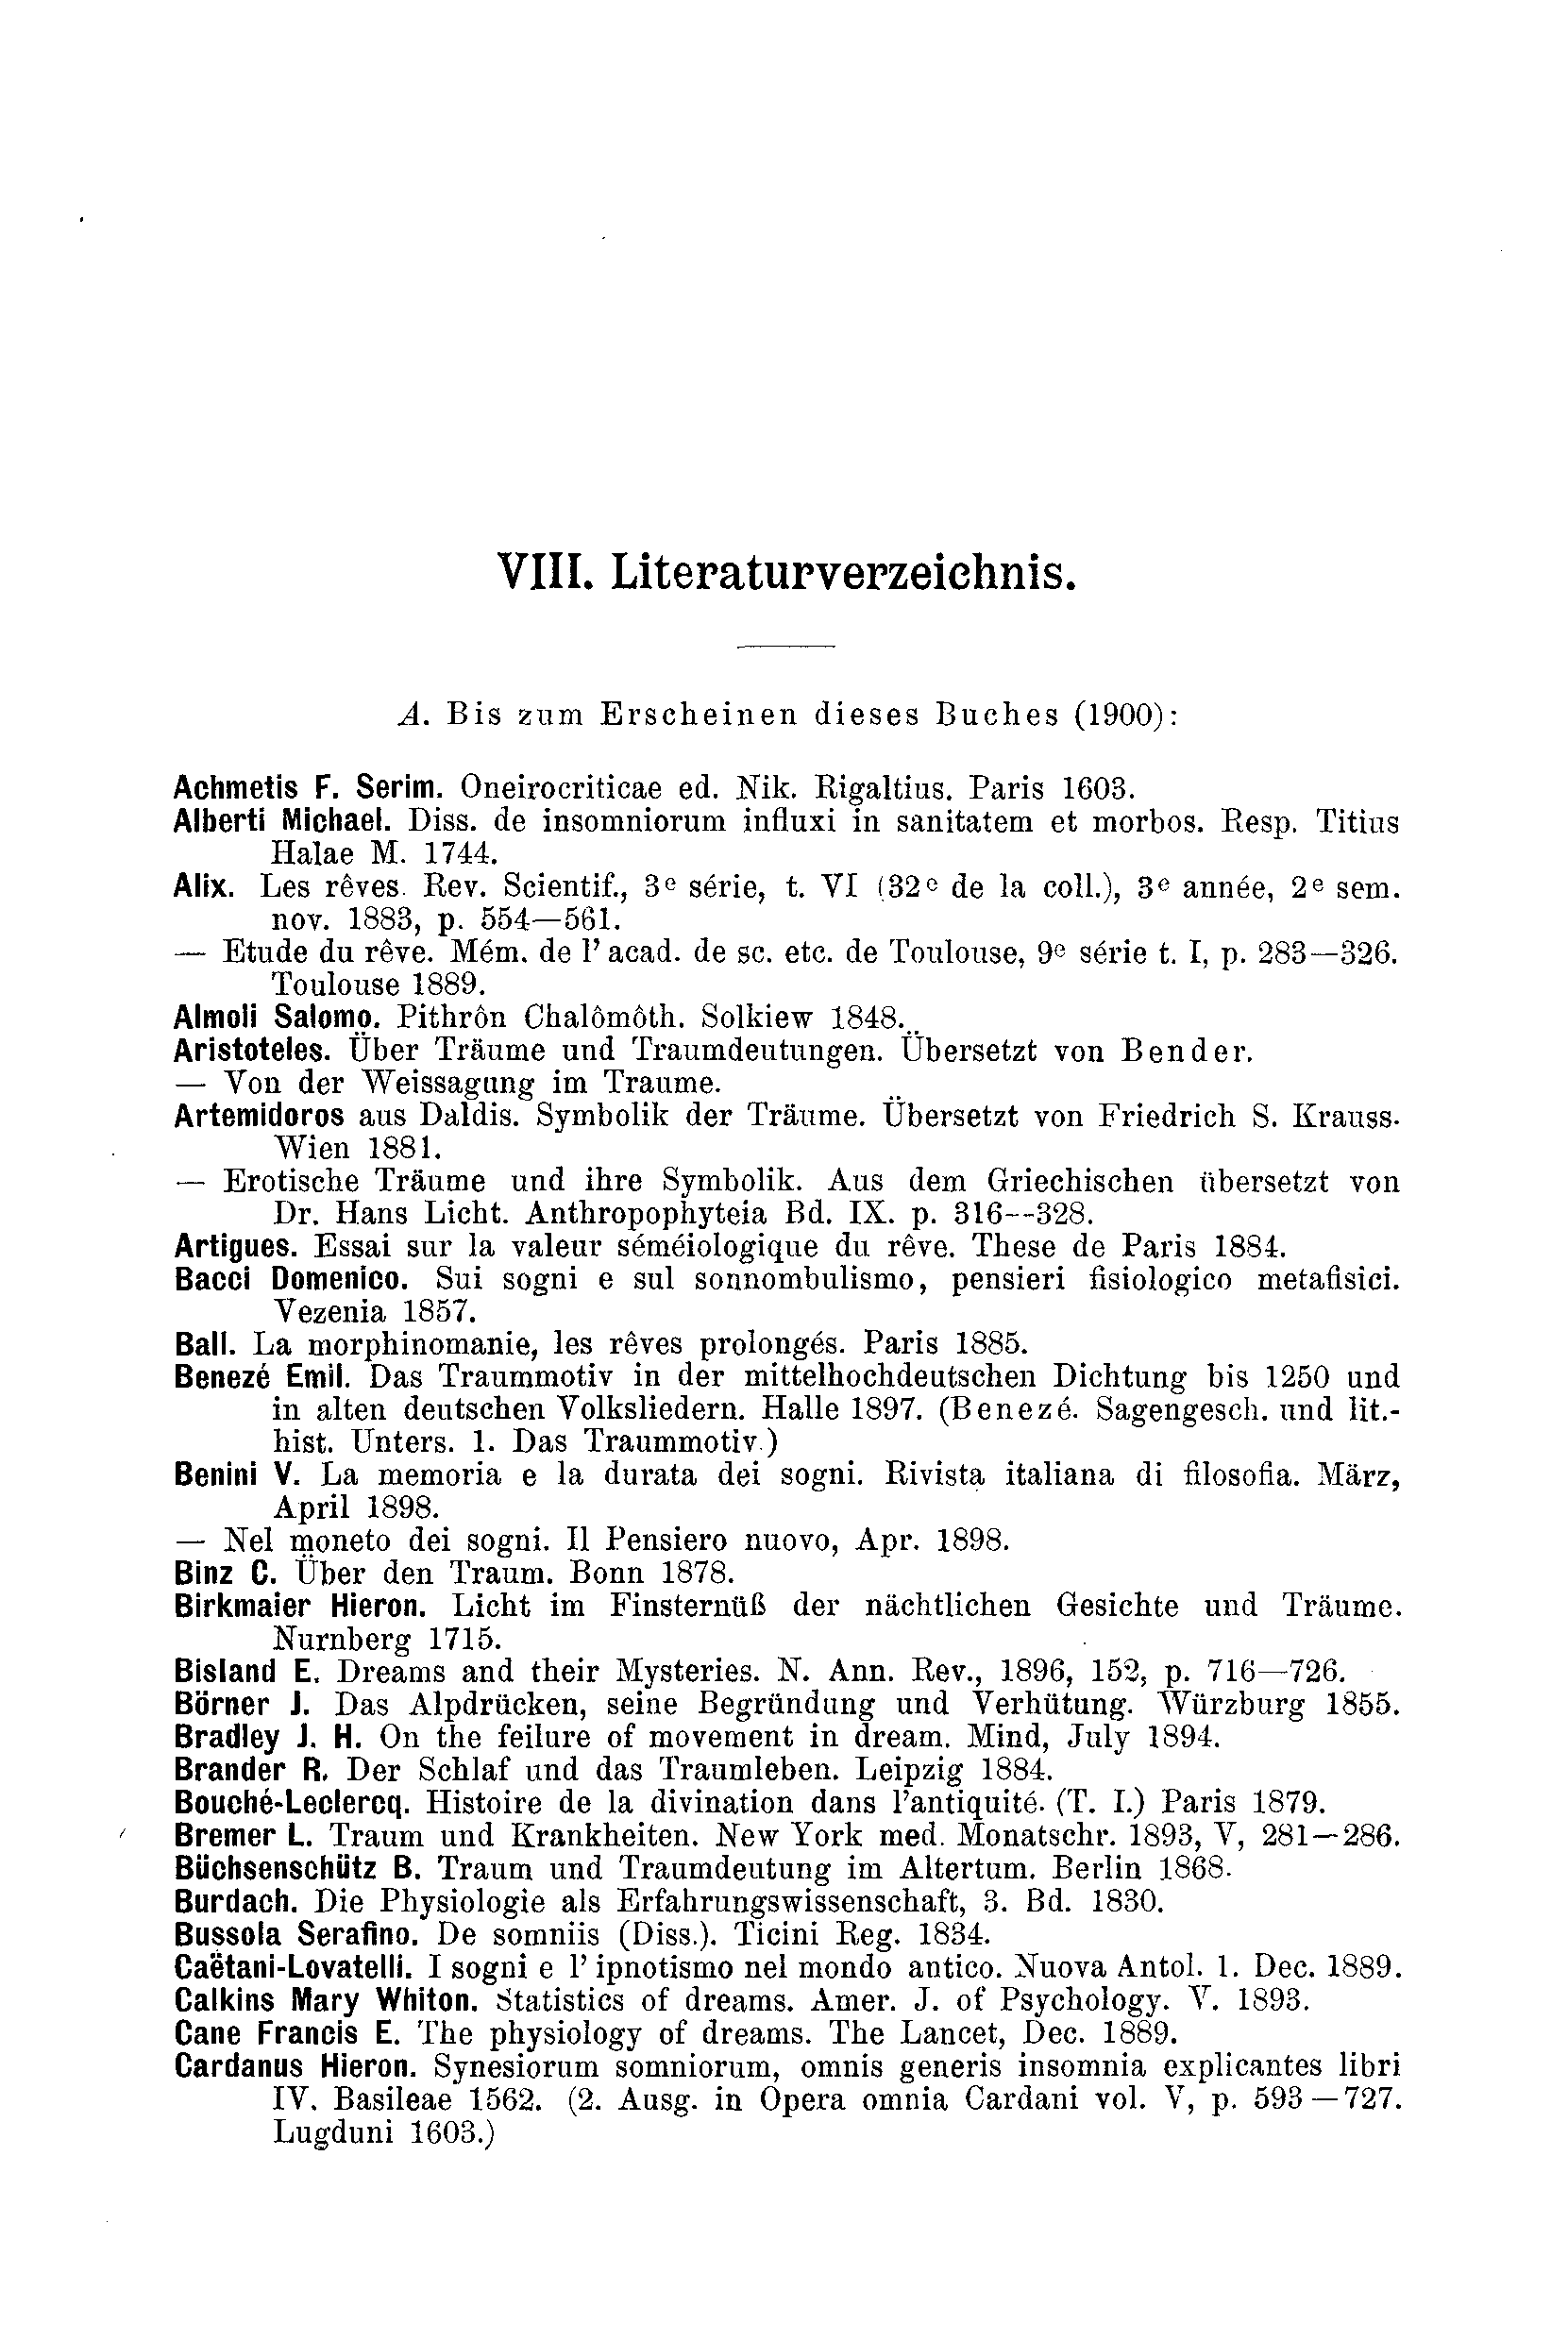 VIII. Literaturverzeichnis.
A. Bis zum Erscheinen dieses Buches (1900):
Achmetis F. Serim. Oneirocriticae ed. Nik. Rigaltius. Paris 1603.
Alberti Michael. Diss. de insomniorum influxi in sanitatem et morbos. Resp. Titius
Halae M. 1744.
Alix. Les rêves. Rev. Scientif., 3e série, t. VI (32e de la coll.), 3e année, 2e sem.
nov. 1883, p. 554—561.
— Etude du rêve. Mém. de l' acad. de sc. etc. de Toulouse, 9e série t. I, p. 283—326.
Toulouse 1889.
Almoli Salomo. Pithrôn Chalômôth. Solkiew 1848.
Aristoteles. Über Träume und Traumdeutungen. Übersetzt von Bender.
— Von der Weissagung im Traume.
Artemidoros aus Daldis. Symbolik der Träume. Übersetzt von Friedrich S. Krauss.
Wien 1881.
— Erotische Träume und ihre Symbolik. Aus dem Griechischen übersetzt von
Dr. Hans Licht. Anthropophyteia Bd. IX. p. 316--328.
Artigues. Essai sur la valeur séméiologique du rêve. These de Paris 1884.
Bacci Domenico. Sui sogni e sul sonnombulismo, pensieri fisiologico metafisici.
Vezenia 1857.
Ball. La morphinomanie, les rêves prolongés. Paris 1885.
Benezé Emil. Das Traummotiv in der mittelhochdeutschen Dichtung bis 1250 und
in alten deutschen Volksliedern. Halle 1897. (Benezé. Sagengesch. und lit.-
hist. Unters. 1. Das Traummotiv.)
Benini V. La memoria e la durata dei sogni. Rivista italiana di filosofia. März,
April 1898.
— Nel moneto dei sogni. Il Pensiero nuovo, Apr. 1898.
Binz C. Über den Traum. Bonn 1878.
Birkmaier Hieron. Licht im Finsternüß der nächtlichen Gesichte und Träume.
Nurnberg 1715.
Bisland E. Dreams and their Mysteries. N. Ann. Rev., 1896, 152, p. 716—726.
Börner J. Das Alpdrücken, seine Begründung und Verhütung. Würzburg 1855.
Bradley J. H. On the feilure of movement in dream. Mind, July 1894.
Brander R. Der Schlaf und das Traumleben. Leipzig 1884.
Bouché-Leclercq. Histoire de la divination dans l'antiquité. (T. I.) Paris 1879.
Bremer L. Traum und Krankheiten. New York med. Monatschr. 1893, V, 281—286.
Büchsenschütz B. Traum und Traumdeutung im Altertum. Berlin 1868.
Burdach. Die Physiologie als Erfahrungswissenschaft, 3. Bd. 1830.
Bussola Serafino. De somniis (Diss.). Ticini Reg. 1834.
Caëtani-Lovatelli. I sogni e l' ipnotismo nel mondo antico. Nuova Antol. 1. Dec. 1889.
Calkins Mary Whiton. Statistics of dreams. Amer. J. of Psychology. V. 1893.
Cane Francis E. The physiology of dreams. The Lancet, Dec. 1889.
Cardanus Hieron. Synesiorum somniorum, omnis generis insomnia explicantes libri
IV. Basileae 1562. (2. Ausg. in Opera omnia Cardani vol. V, p. 593—727.
Lugduni 1603.)